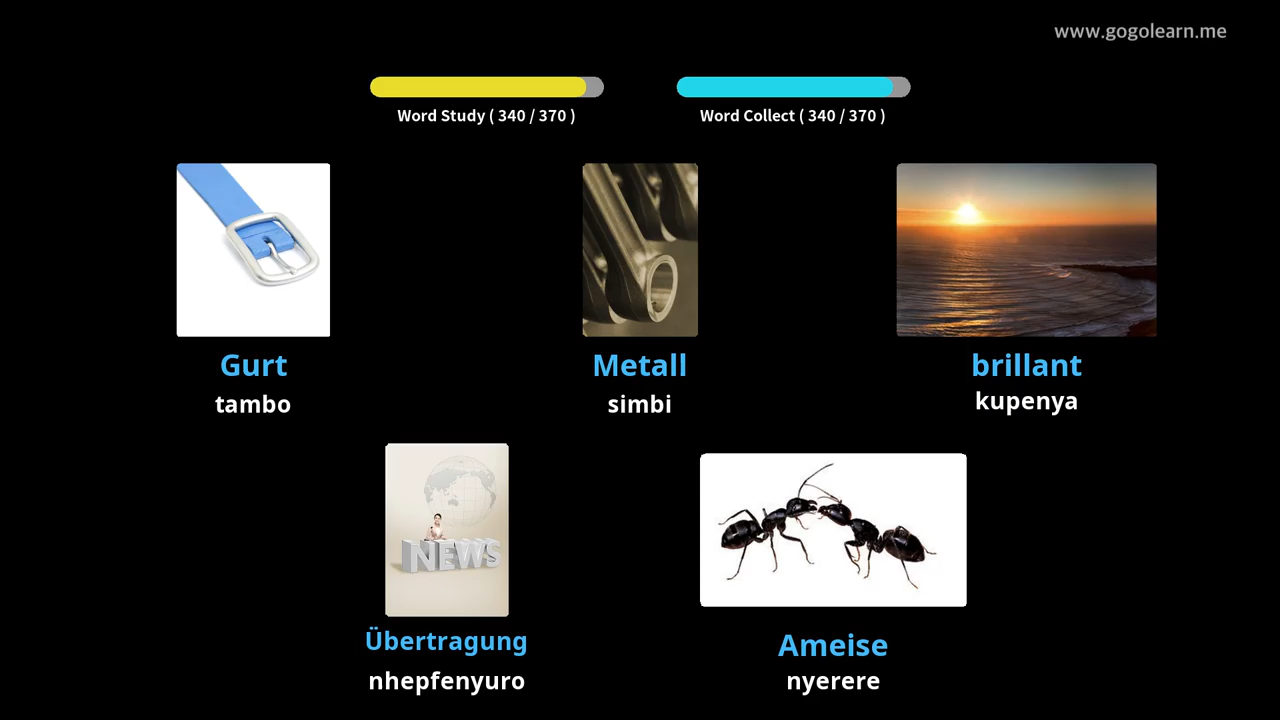 www.gogolearn.me
Word Study ( 340 / 370 )
Word Collect ( 340 / 370 )
Gurt
tambo
Metall
simbi
brillant
kupenya
NEWS
Übertragung
nhepfenyuro
Ameise
nyerere